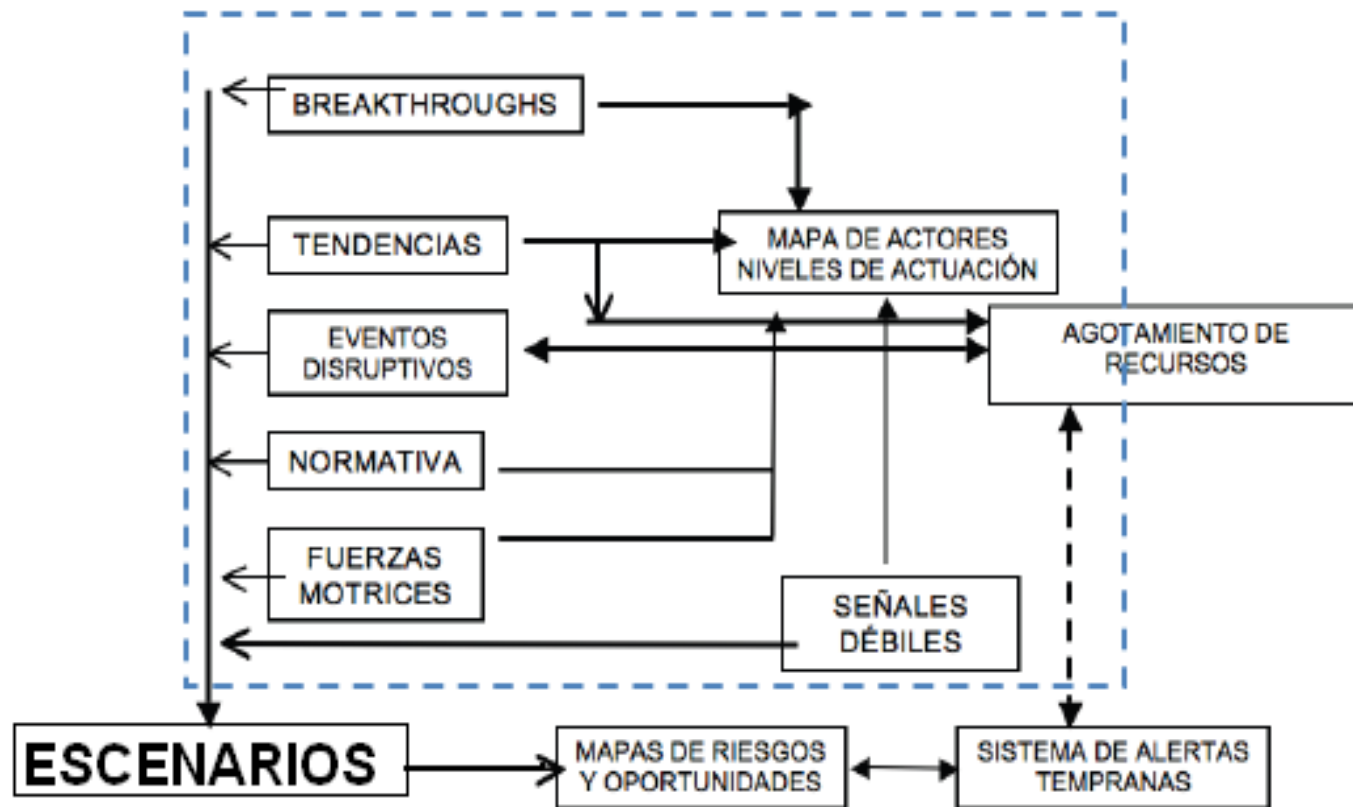 BREAKTHROUGHS
TENDENCIAS
MAPA DE ACTORES
NIVELES DE ACTUACIÓN
EVENTOS
DISRUPTIVOS
AGOTAMIENTO DE
RECURSOS
NORMATIVA
FUERZAS
MOTRICES
SEÑALES
DÉBILES
ESCENARIOS
MAPAS DE RIESGOS
Y OPORTUNIDADES
SISTEMA DE ALERTAS
TEMPRANAS